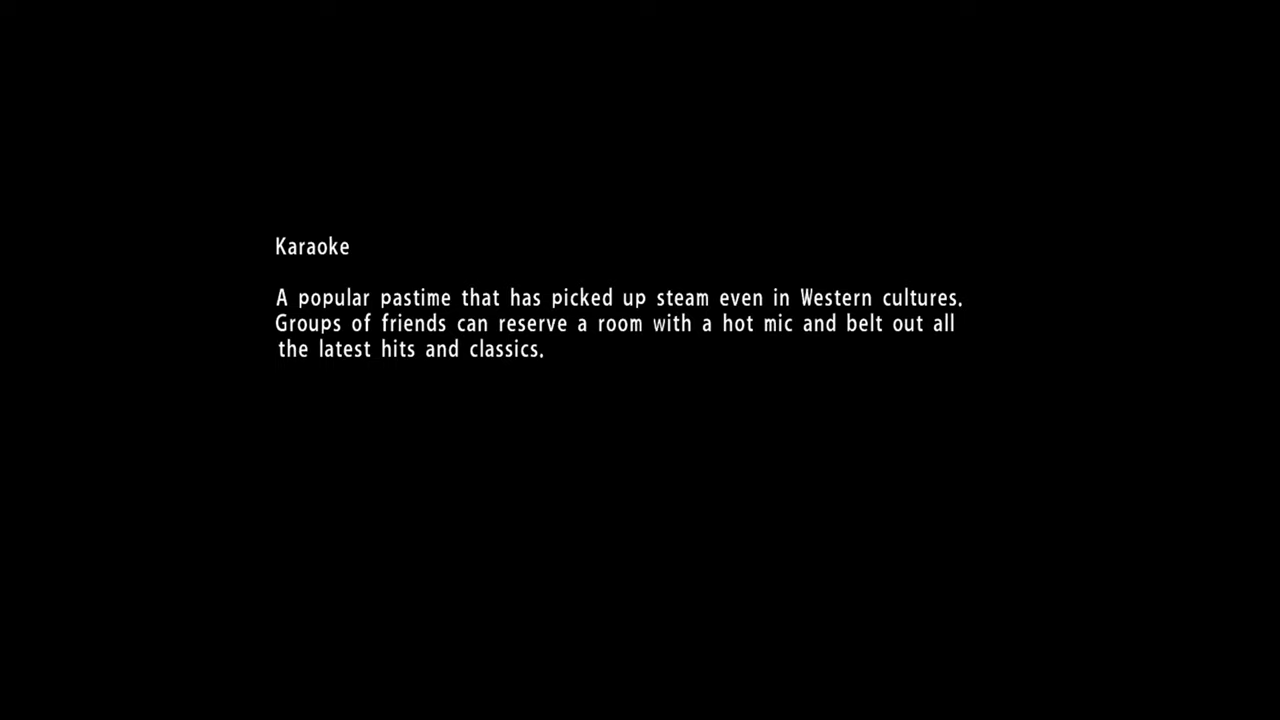 Karaoke
A popular pastime that has picked up steam even in Western cultures.
Groups of friends can reserve a room with a hot mic and belt out all
the latest hits and classics.